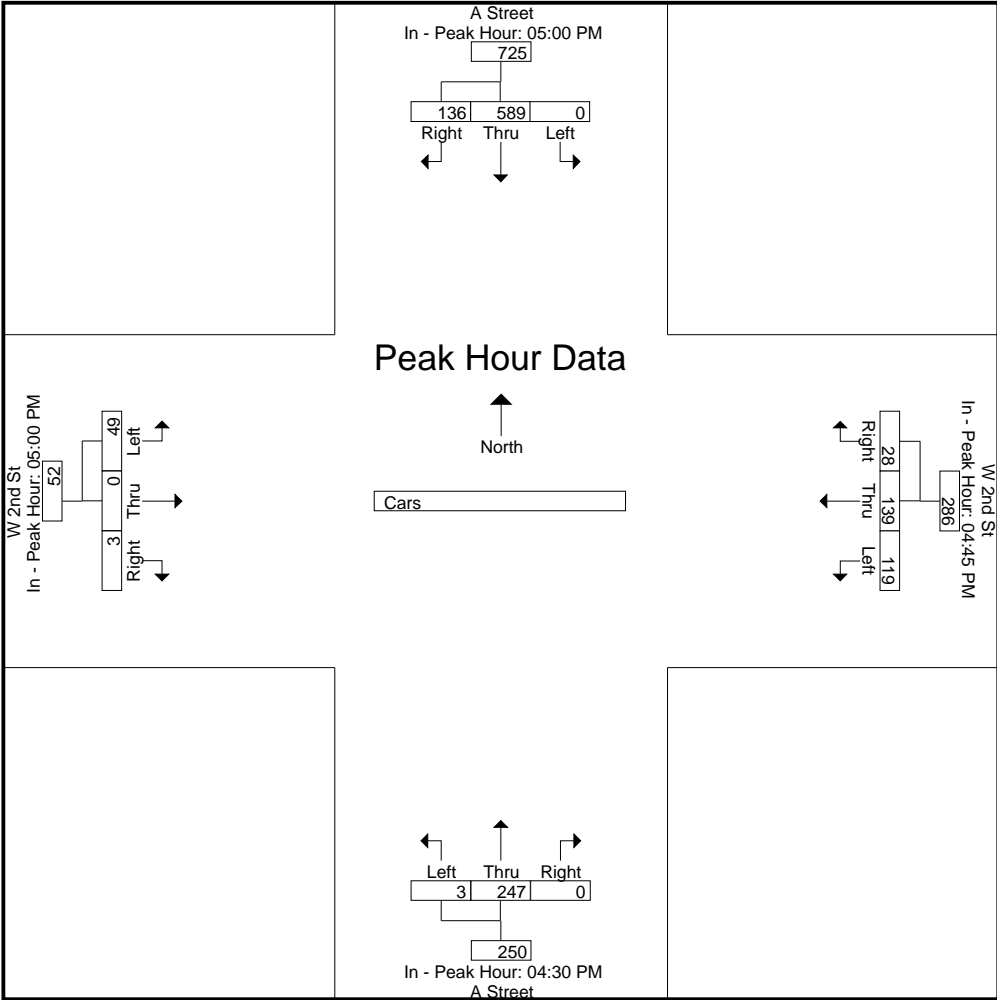 A Street
In - Peak Hour: 05:00 PM
725
136 589 0
Right Thru Left
Peak Hour Data
North
Cars
W 2nd St
In - Peak Hour: 05:00 PM
52
49 0 3
Left Thru Right
W 2nd St
In - Peak Hour: 04:45 PM
286
28 139 119
Right Thru Left
Left Thru Right
3 247 0
250
In - Peak Hour: 04:30 PM
A Street